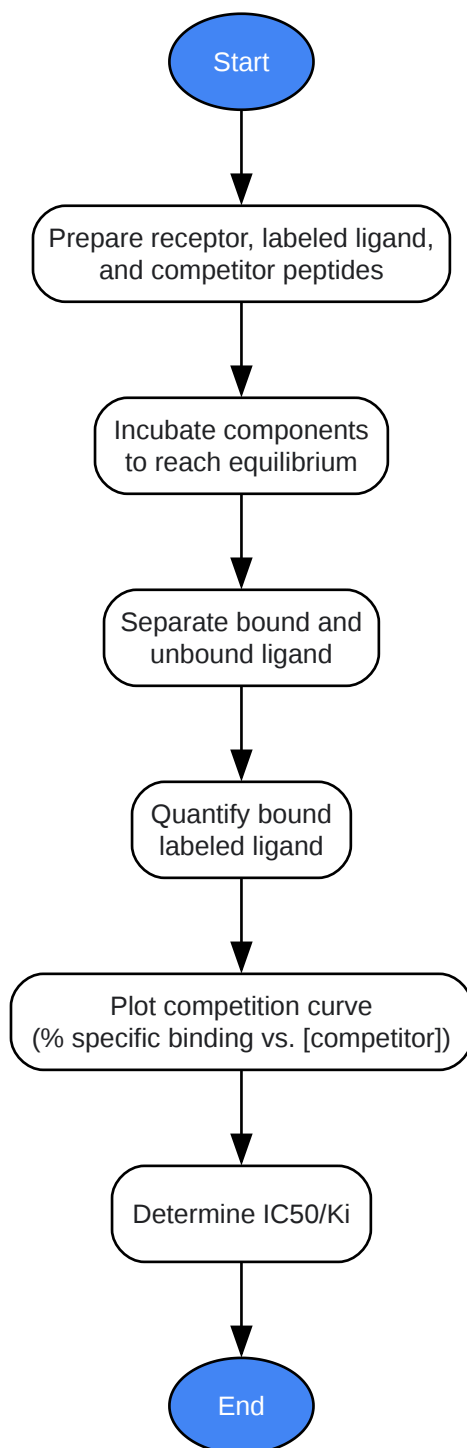 Start
Prepare receptor, labeled ligand,
and competitor peptides
Incubate components
to reach equilibrium
Separate bound and
unbound ligand
Quantify bound
labeled ligand
Plot competition curve
(% specific binding vs. [competitor])
Determine IC50/Ki
End